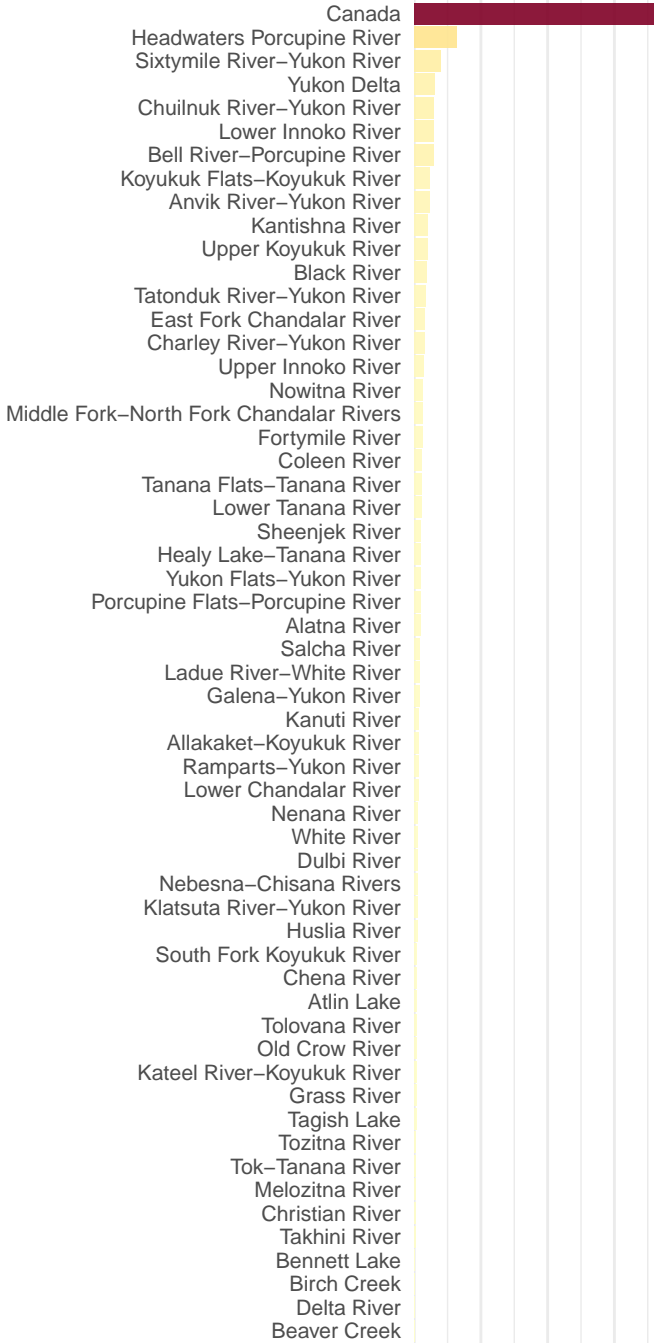 Canada
Headwaters Porcupine River
Sixtymile River−Yukon River
Yukon Delta
Chuilnuk River−Yukon River
Lower Innoko River
Bell River−Porcupine River
Koyukuk Flats−Koyukuk River
Anvik River−Yukon River
Kantishna River
Upper Koyukuk River
Black River
Tatonduk River−Yukon River
East Fork Chandalar River
Charley River−Yukon River
Upper Innoko River
Nowitna River
Middle Fork−North Fork Chandalar Rivers
Fortymile River
Coleen River
Tanana Flats−Tanana River
Lower Tanana River
Sheenjek River
Healy Lake−Tanana River
Yukon Flats−Yukon River
Porcupine Flats−Porcupine River
Alatna River
Salcha River
Ladue River−White River
Galena−Yukon River
Kanuti River
Allakaket−Koyukuk River
Ramparts−Yukon River
Lower Chandalar River
Nenana River
White River
Dulbi River
Nebesna−Chisana Rivers
Klatsuta River−Yukon River
Huslia River
South Fork Koyukuk River
Chena River
Atlin Lake
Tolovana River
Old Crow River
Kateel River−Koyukuk River
Grass River
Tagish Lake
Tozitna River
Tok−Tanana River
Melozitna River
Christian River
Takhini River
Bennett Lake
Birch Creek
Delta River
Beaver Creek